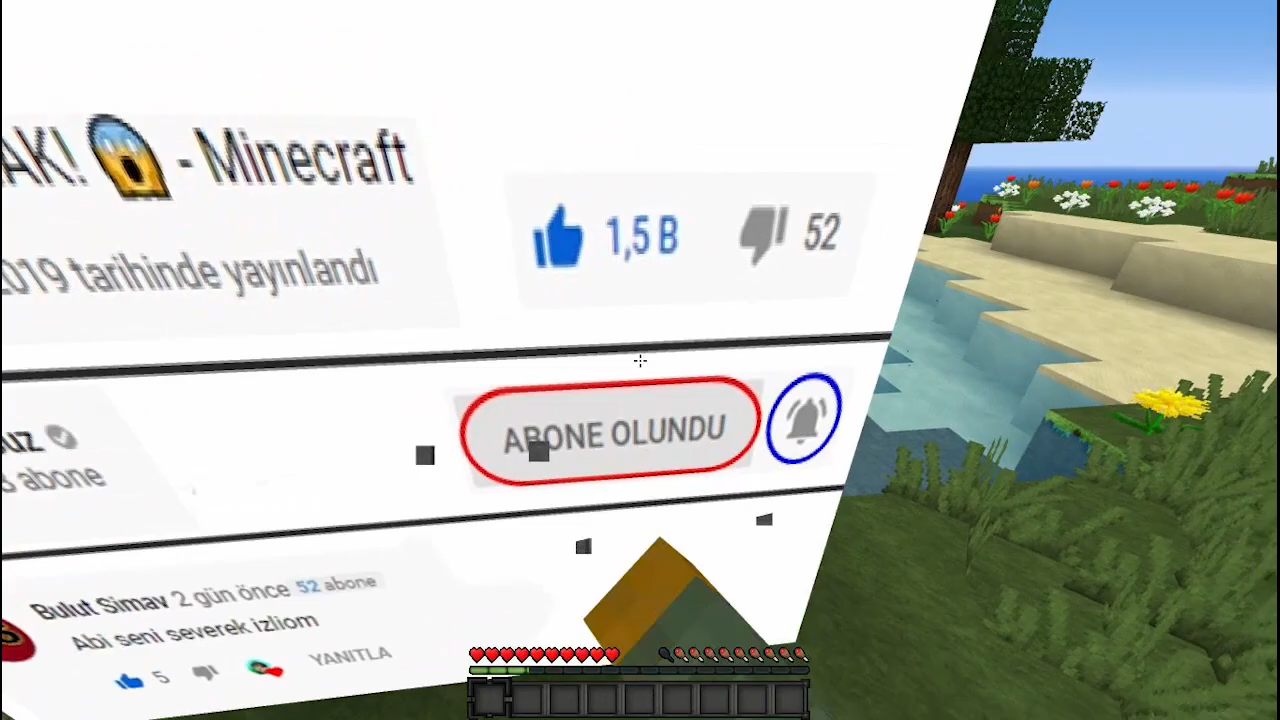 AK! 😱 - Minecraft
2019 tarihinde yayınlandı
1,5 B
52
ABONE OLUNDU
abone
Bulut Simav 2 gün önce 52 abone
Abi seni severek izliom
5
YANITLA